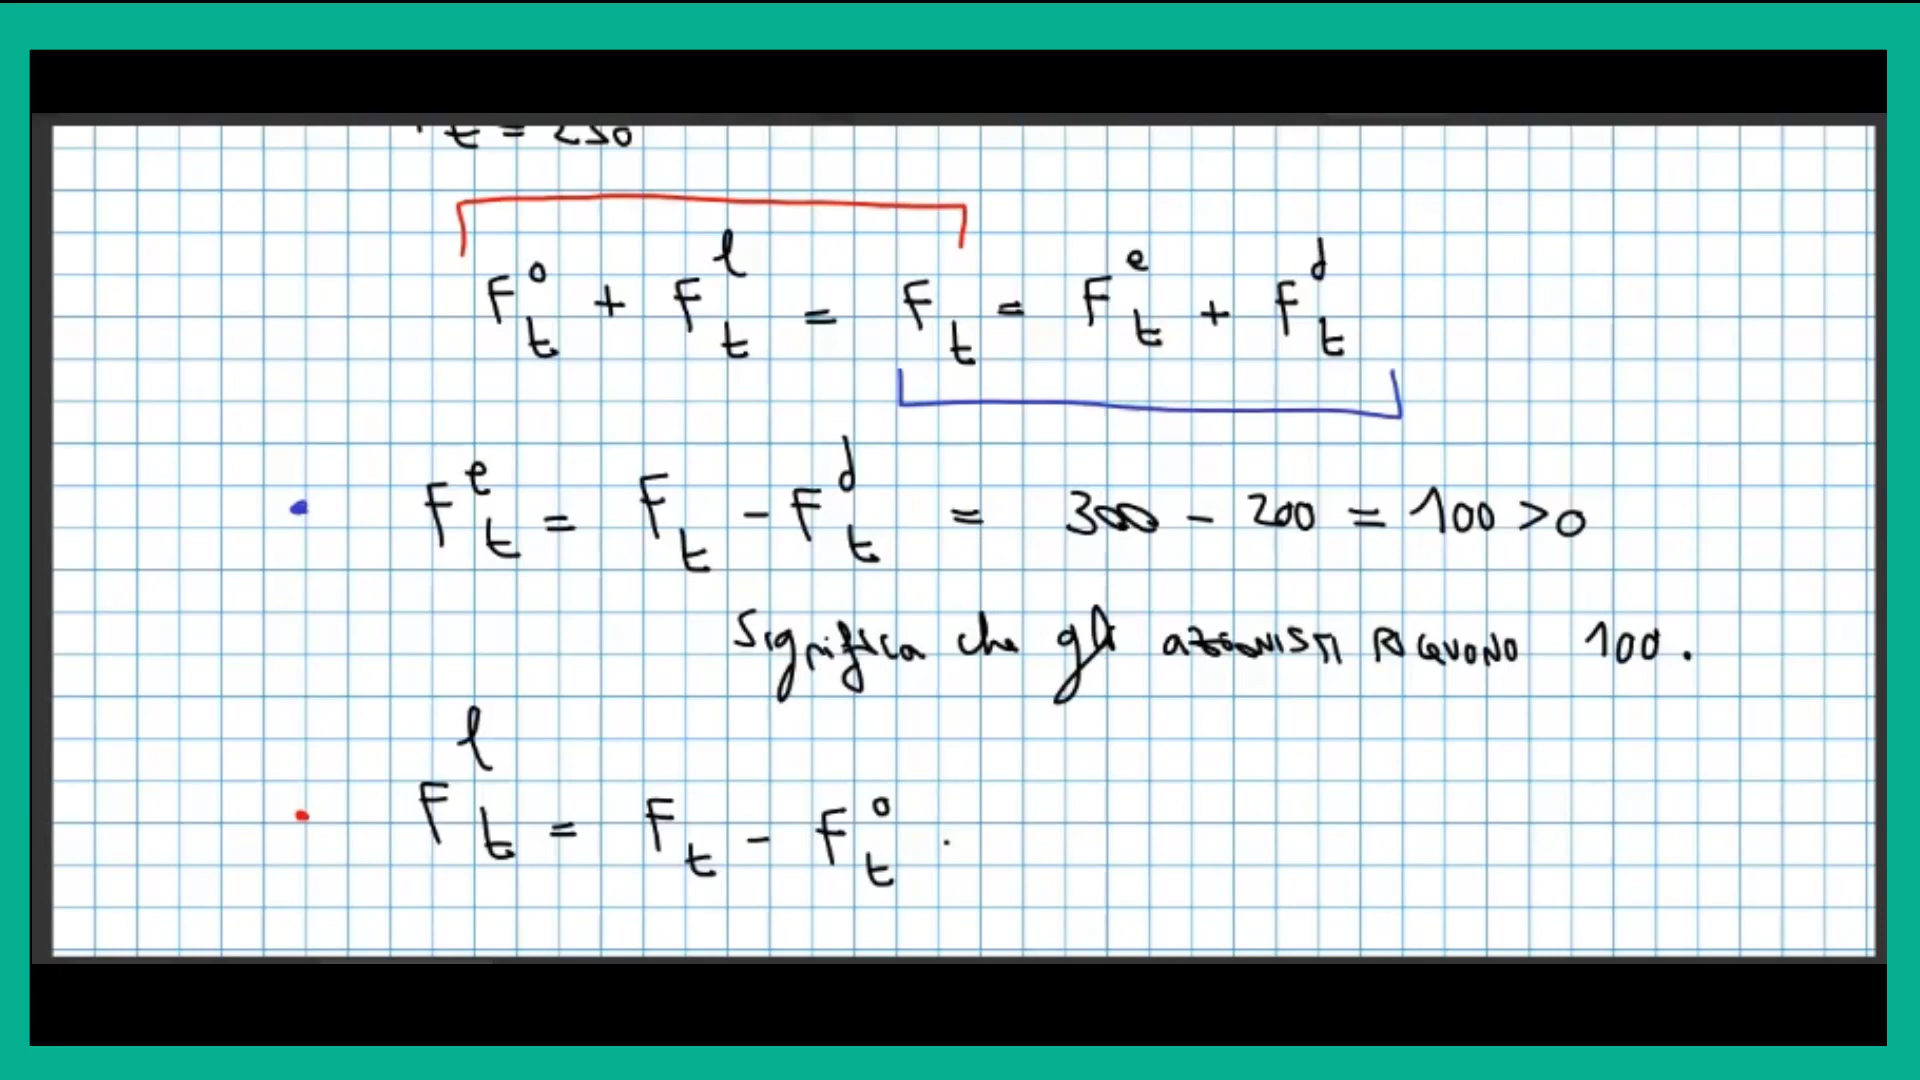 t = 250
F_t^o + F_t^l = F_t = F_t^e + F_t^d
• F_t^e = F_t - F_t^d = 300 - 200 = 100 > 0
Significa che gli azionisti RICEVONO 100.
• F_t^l = F_t - F_t^o .